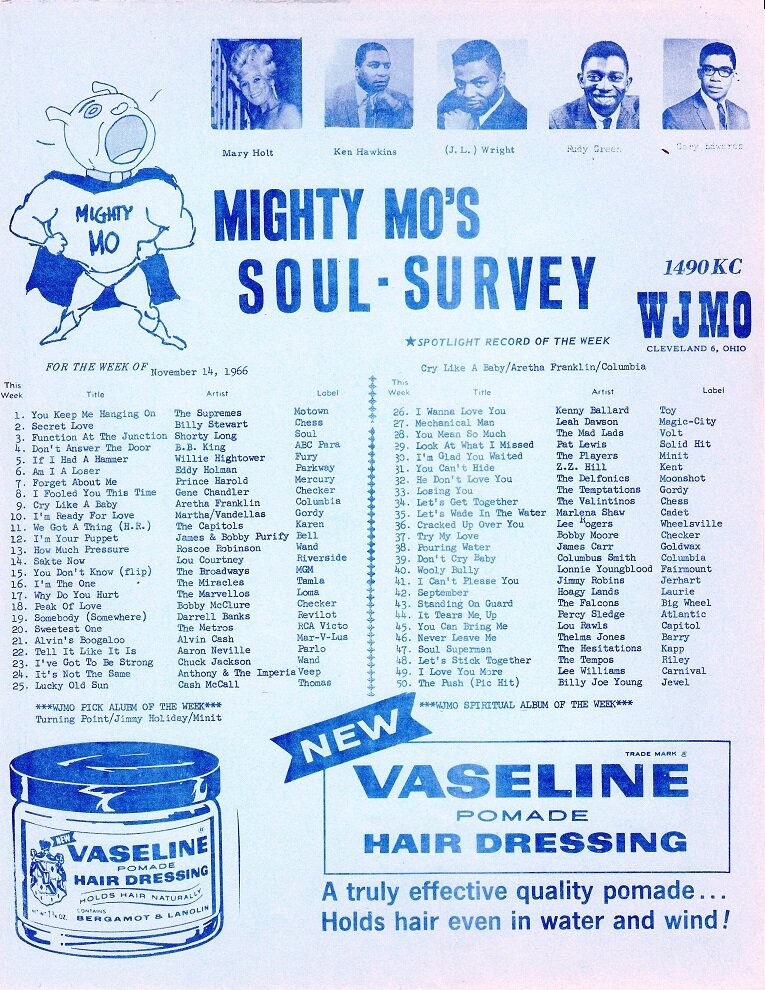 Mary Holt
Ken Hawkins
(J.L.) Wright
Rudy Green
Gary Edwards
MIGHTY
MO
MIGHTY MO'S
SOUL-SURVEY
1490 KC
WJMO
CLEVELAND 6, OHIO
★SPOTLIGHT RECORD OF THE WEEK
FOR THE WEEK OF November 14, 1966
Cry Like A Baby/Aretha Franklin/Columbia
This Week Title Artist Label
1. You Keep Me Hanging On The Supremes Motown
2. Secret Love Billy Stewart Chess
3. Function At The Junction Shorty Long Soul
4. Don't Answer The Door B.B. King ABC Para
5. If I Had A Hammer Willie Hightower Fury
6. Am I A Loser Eddy Holman Parkway
7. Forget About Me Prince Harold Mercury
8. I Fooled You This Time Gene Chandler Checker
9. Cry Like A Baby Aretha Franklin Columbia
10. I'm Ready For Love Martha/Vandellas Gordy
11. We Got A Thing (H.R.) The Capitols Karen
12. I'm Your Puppet James & Bobby Purify Bell
13. How Much Pressure Roscoe Robinson Wand
14. Sakte Now Lou Courtney Riverside
15. You Don't Know (flip) The Broadways MGM
16. I'm The One The Miracles Tamla
17. Why Do You Hurt The Marvellos Loma
18. Peak Of Love Bobby McClure Checker
19. Somebody (Somewhere) Darrell Banks Revilot
20. Sweetest One The Metros RCA Victo
21. Alvin's Boogaloo Alvin Cash Mar-V-Lus
22. Tell It Like It Is Aaron Neville Parlo
23. I've Got To Be Strong Chuck Jackson Wand
24. It's Not The Same Anthony & The Imperia Veep
25. Lucky Old Sun Cash McCall Thomas
***WJMO PICK ALUBM OF THE WEEK***
Turning Point/Jimmy Holiday/Minit
This Week Title Artist Label
26. I Wanna Love You Kenny Ballard Toy
27. Mechanical Man Leah Dawson Magic-City
28. You Mean So Much The Mad Lads Volt
29. Look At What I Missed Pat Lewis Solid Hit
30. I'm Glad You Waited The Players Minit
31. You Can't Hide Z.Z. Hill Kent
32. He Don't Love You The Delfonics Moonshot
33. Losing You The Temptations Gordy
34. Let's Get Together The Valintinos Chess
35. Let's Wade In The Water Marlena Shaw Cadet
36. Cracked Up Over You Lee Rogers Wheelsville
37. Try My Love Bobby Moore Checker
38. Pouring Water James Carr Goldwax
39. Don't Cry Baby Columbus Smith Columbia
40. Wooly Bully Lonnie Youngblood Fairmount
41. I Can't Please You Jimmy Robins Jerhart
42. September Hoagy Lands Laurie
43. Standing On Guard The Falcons Big Wheel
44. It Tears Me Up Percy Sledge Atlantic
45. You Can Bring Me Lou Rawls Capitol
46. Never Leave Me Thelma Jones Barry
47. Soul Superman The Hesitations Kapp
48. Let's Stick Together The Tempos Riley
49. I Love You More Lee Williams Carnival
50. The Push (Pic Hit) Billy Joe Young Jewel
***WJMO SPIRITUAL ALBUM OF THE WEEK***
NEW
TRADE MARK ®
VASELINE
POMADE
HAIR DRESSING
A truly effective quality pomade...
Holds hair even in water and wind!
NEW
VASELINE®
POMADE
HAIR DRESSING
HOLDS HAIR NATURALLY
CONTAINS
BERGAMOT & LANOLIN